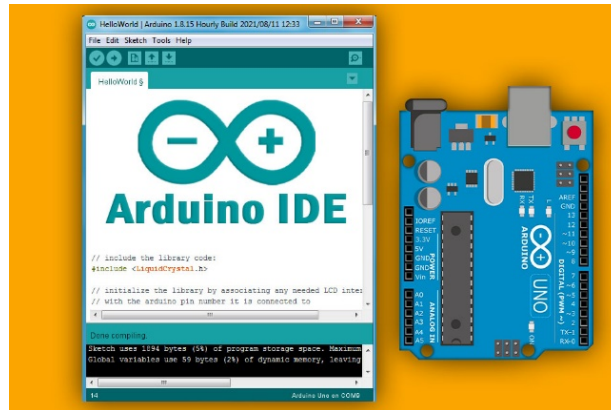 HelloWorld | Arduino 1.8.15 Hourly Build 2021/08/11 12:33
File Edit Sketch Tools Help
HelloWorld §
Arduino IDE
// include the library code:
#include <LiquidCrystal.h>
// initialize the library by associating any needed LCD inter
// with the arduino pin number it is connected to
Done compiling.
Sketch uses 1894 bytes (5%) of program storage space. Maximum
Global variables use 59 bytes (2%) of dynamic memory, leaving
14
Arduino Uno on COM9
IOREF
RESET
3.3V
5V
GND
GND
Vin
POWER
A0
A1
A2
A3
A4
A5
ANALOG IN
RX
TX
L
ARDUINO
UNO
ON
AREF
GND
13
12
~11
~10
~9
8
7
~6
~5
4
~3
2
TX-1
RX-0
DIGITAL (PWM ~)